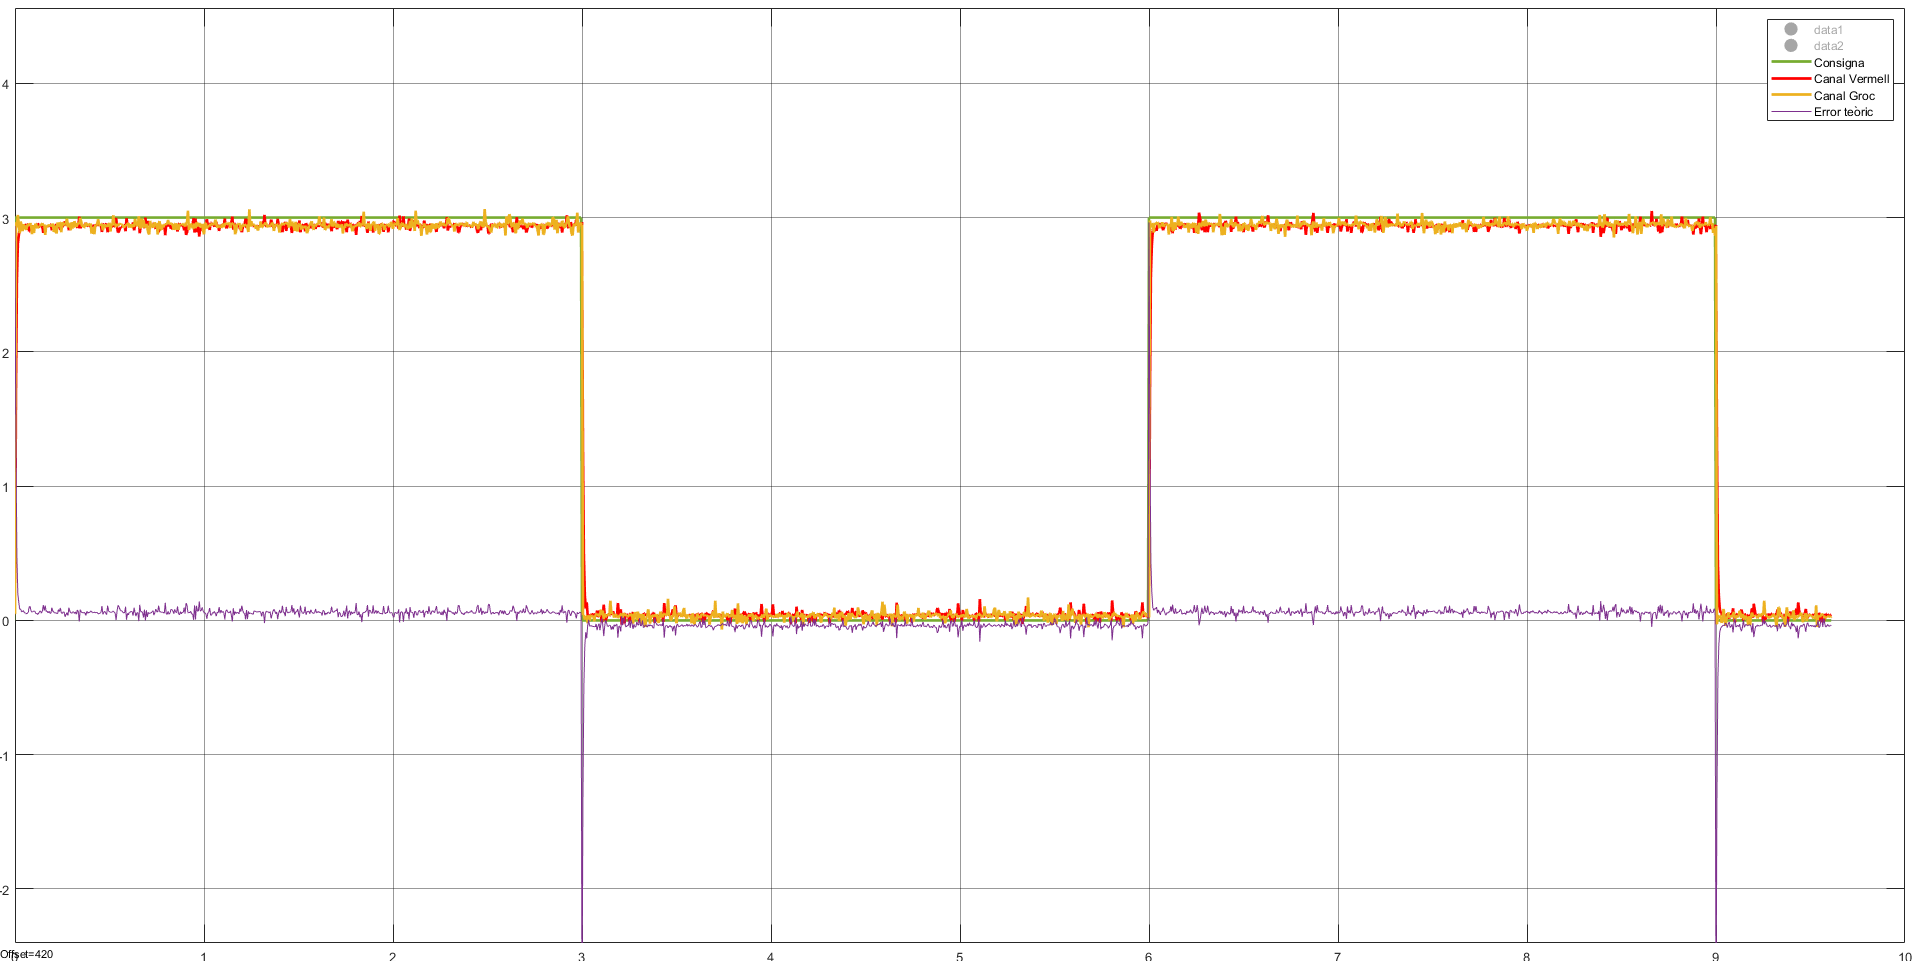 data1
data2
Consigna
Canal Vermell
Canal Groc
Error teòric
4
3
2
1
0
-1
-2
0 1 2 3 4 5 6 7 8 9 10
Offset=420